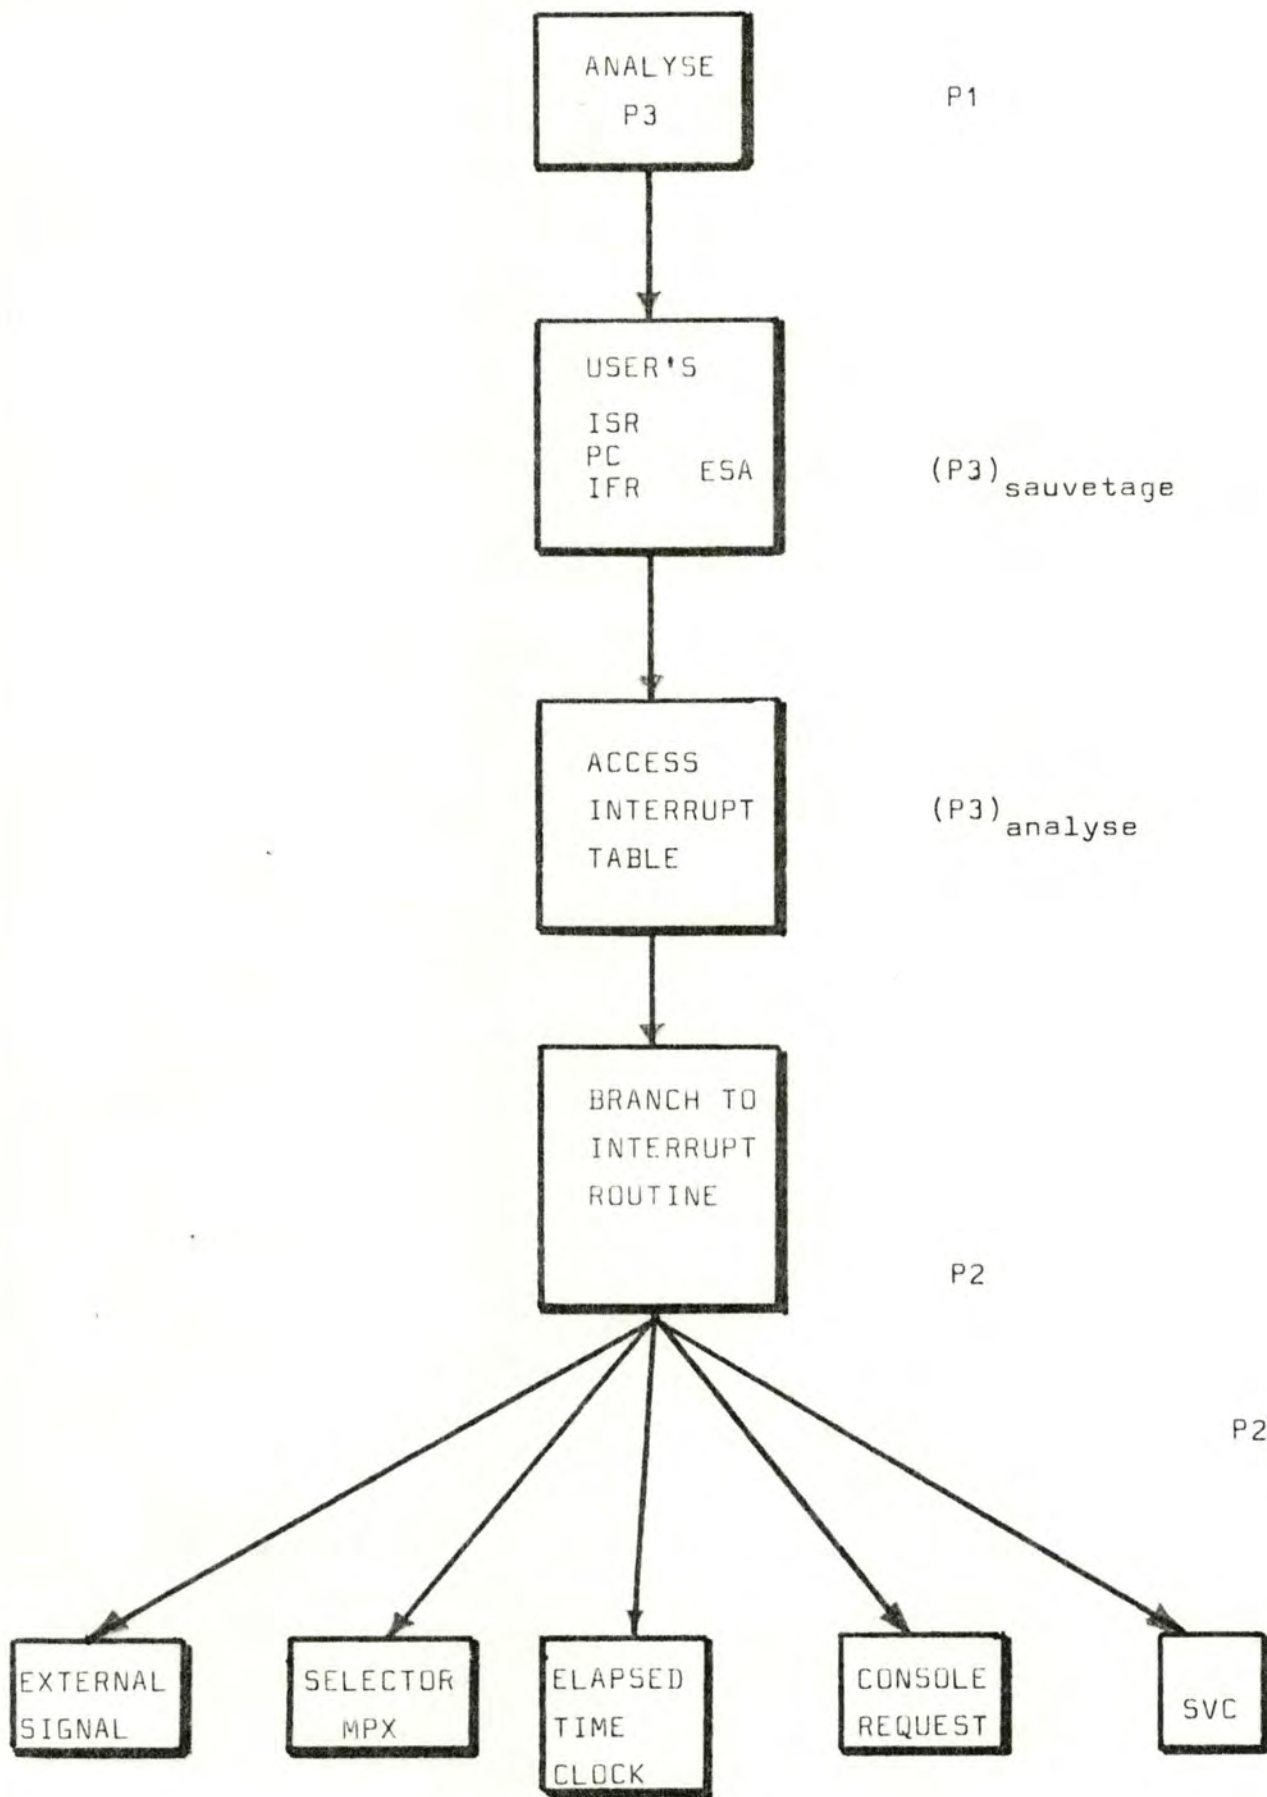 ANALYSE
P3
P1
USER'S
ISR
PC
IFR
ESA
(P3)sauvetage
ACCESS
INTERRUPT
TABLE
(P3)analyse
BRANCH TO
INTERRUPT
ROUTINE
P2
P2
EXTERNAL
SIGNAL
SELECTOR
MPX
ELAPSED
TIME
CLOCK
CONSOLE
REQUEST
SVC